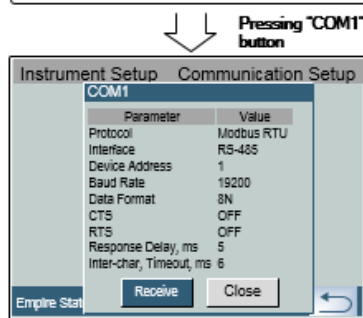 Pressing "COM1"
button
Instrument Setup Communication Setup
COM1
Parameter Value
Protocol Modbus RTU
Interface RS-485
Device Address 1
Baud Rate 19200
Data Format 8N
CTS OFF
RTS OFF
Response Delay, ms 5
Inter-char, Timeout, ms 6
Receive Close
Empire Stat